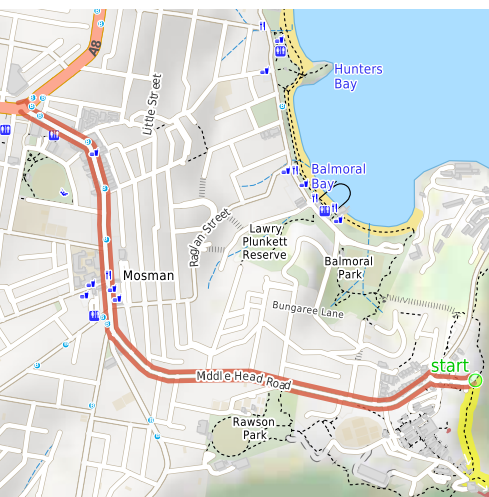 A8
Hunters
Bay
Little Street
Balmoral
Bay
Raglan Street
Lawry
Plunkett
Reserve
Balmoral
Park
Mosman
Bungaree Lane
start
Middle Head Road
Rawson
Park